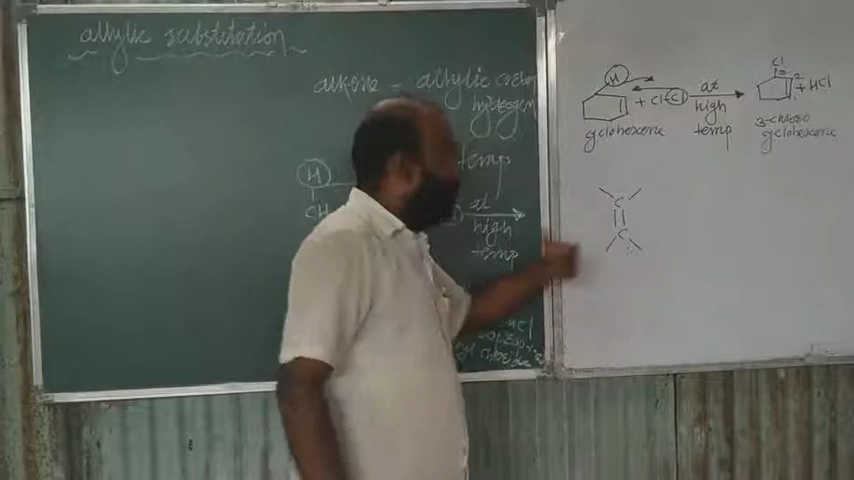 allylic substitution
alkene - allylic carbon
hydrogen
temp
H
CH
at
high
temp
H
+ Cl-Cl
at
high
temp
Cl
+ HCl
cyclohexene
3-chloro
cyclohexene
C
||
C